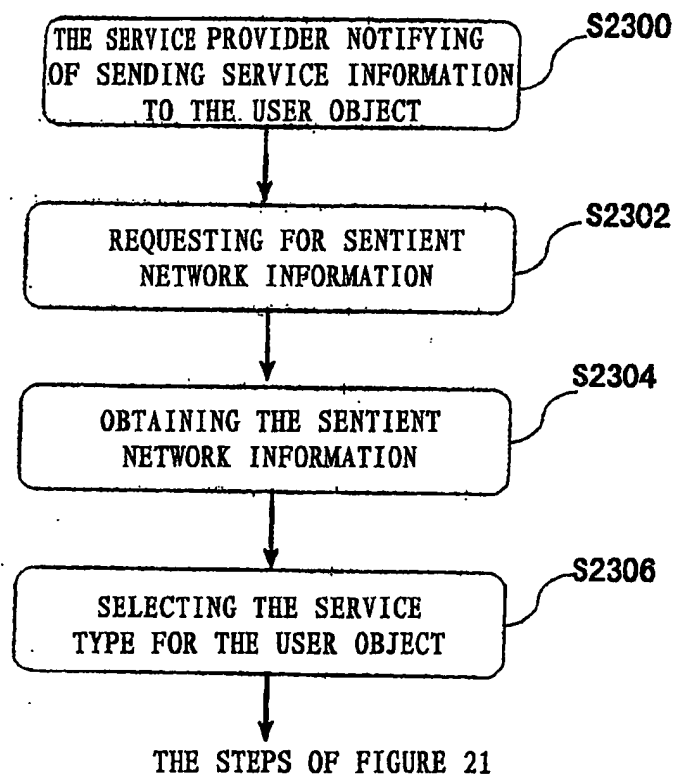 THE SERVICE PROVIDER NOTIFYING
OF SENDING SERVICE INFORMATION
TO THE USER OBJECT
S2300
REQUESTING FOR SENTIENT
NETWORK INFORMATION
S2302
OBTAINING THE SENTIENT
NETWORK INFORMATION
S2304
SELECTING THE SERVICE
TYPE FOR THE USER OBJECT
S2306
THE STEPS OF FIGURE 21